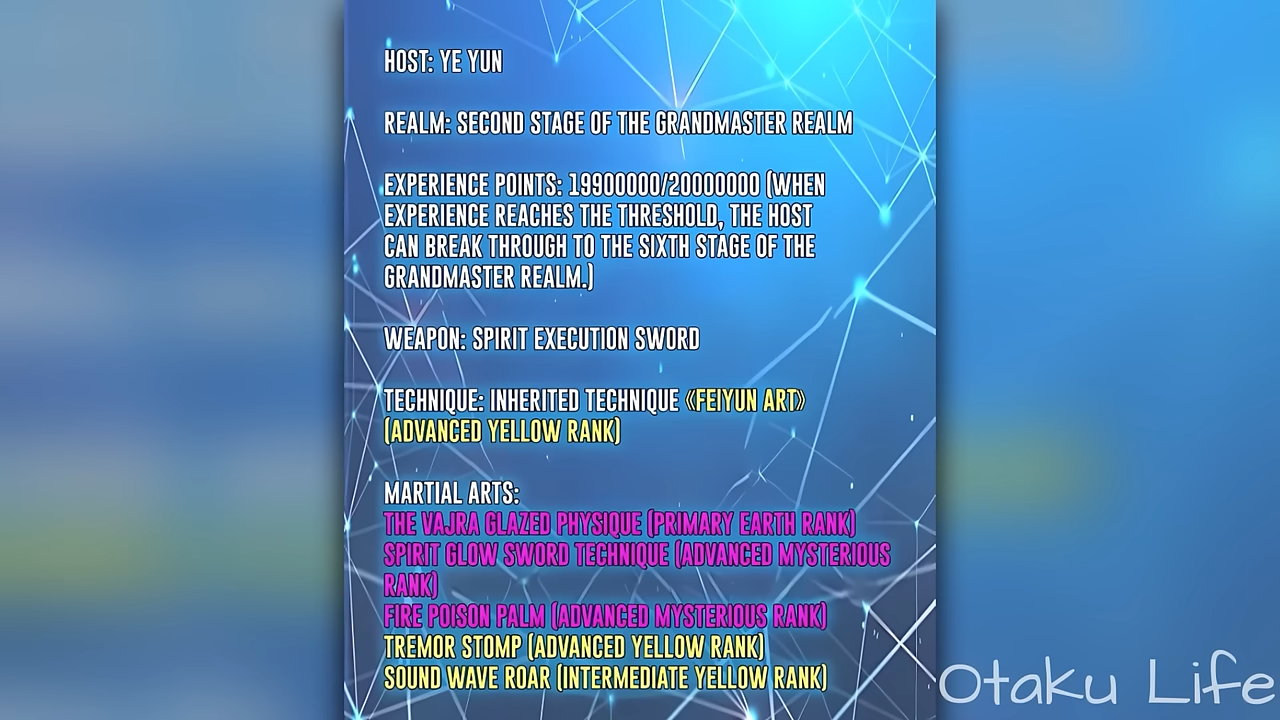 HOST: YE YUN
REALM: SECOND STAGE OF THE GRANDMASTER REALM
EXPERIENCE POINTS: 19900000/20000000 (WHEN
EXPERIENCE REACHES THE THRESHOLD, THE HOST
CAN BREAK THROUGH TO THE SIXTH STAGE OF THE
GRANDMASTER REALM.)
WEAPON: SPIRIT EXECUTION SWORD
TECHNIQUE: INHERITED TECHNIQUE 《FEIYUN ART》
(ADVANCED YELLOW RANK)
MARTIAL ARTS:
THE VAJRA GLAZED PHYSIQUE (PRIMARY EARTH RANK)
SPIRIT GLOW SWORD TECHNIQUE (ADVANCED MYSTERIOUS
RANK)
FIRE POISON PALM (ADVANCED MYSTERIOUS RANK)
TREMOR STOMP (ADVANCED YELLOW RANK)
SOUND WAVE ROAR (INTERMEDIATE YELLOW RANK)
Otaku Life